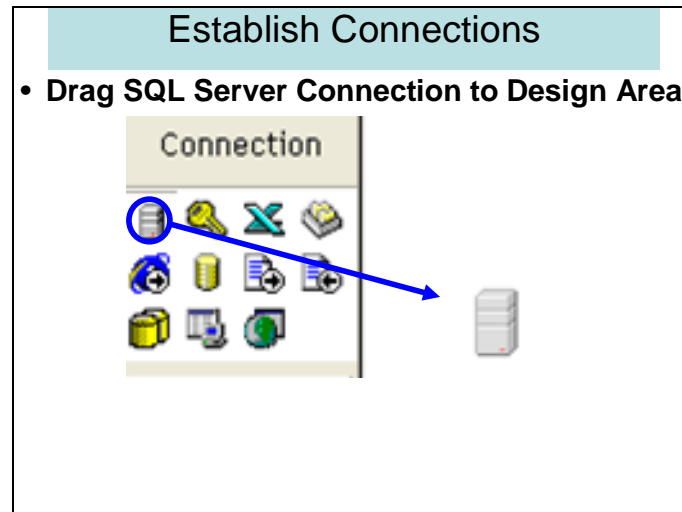 Establish Connections
• Drag SQL Server Connection to Design Area
Connection